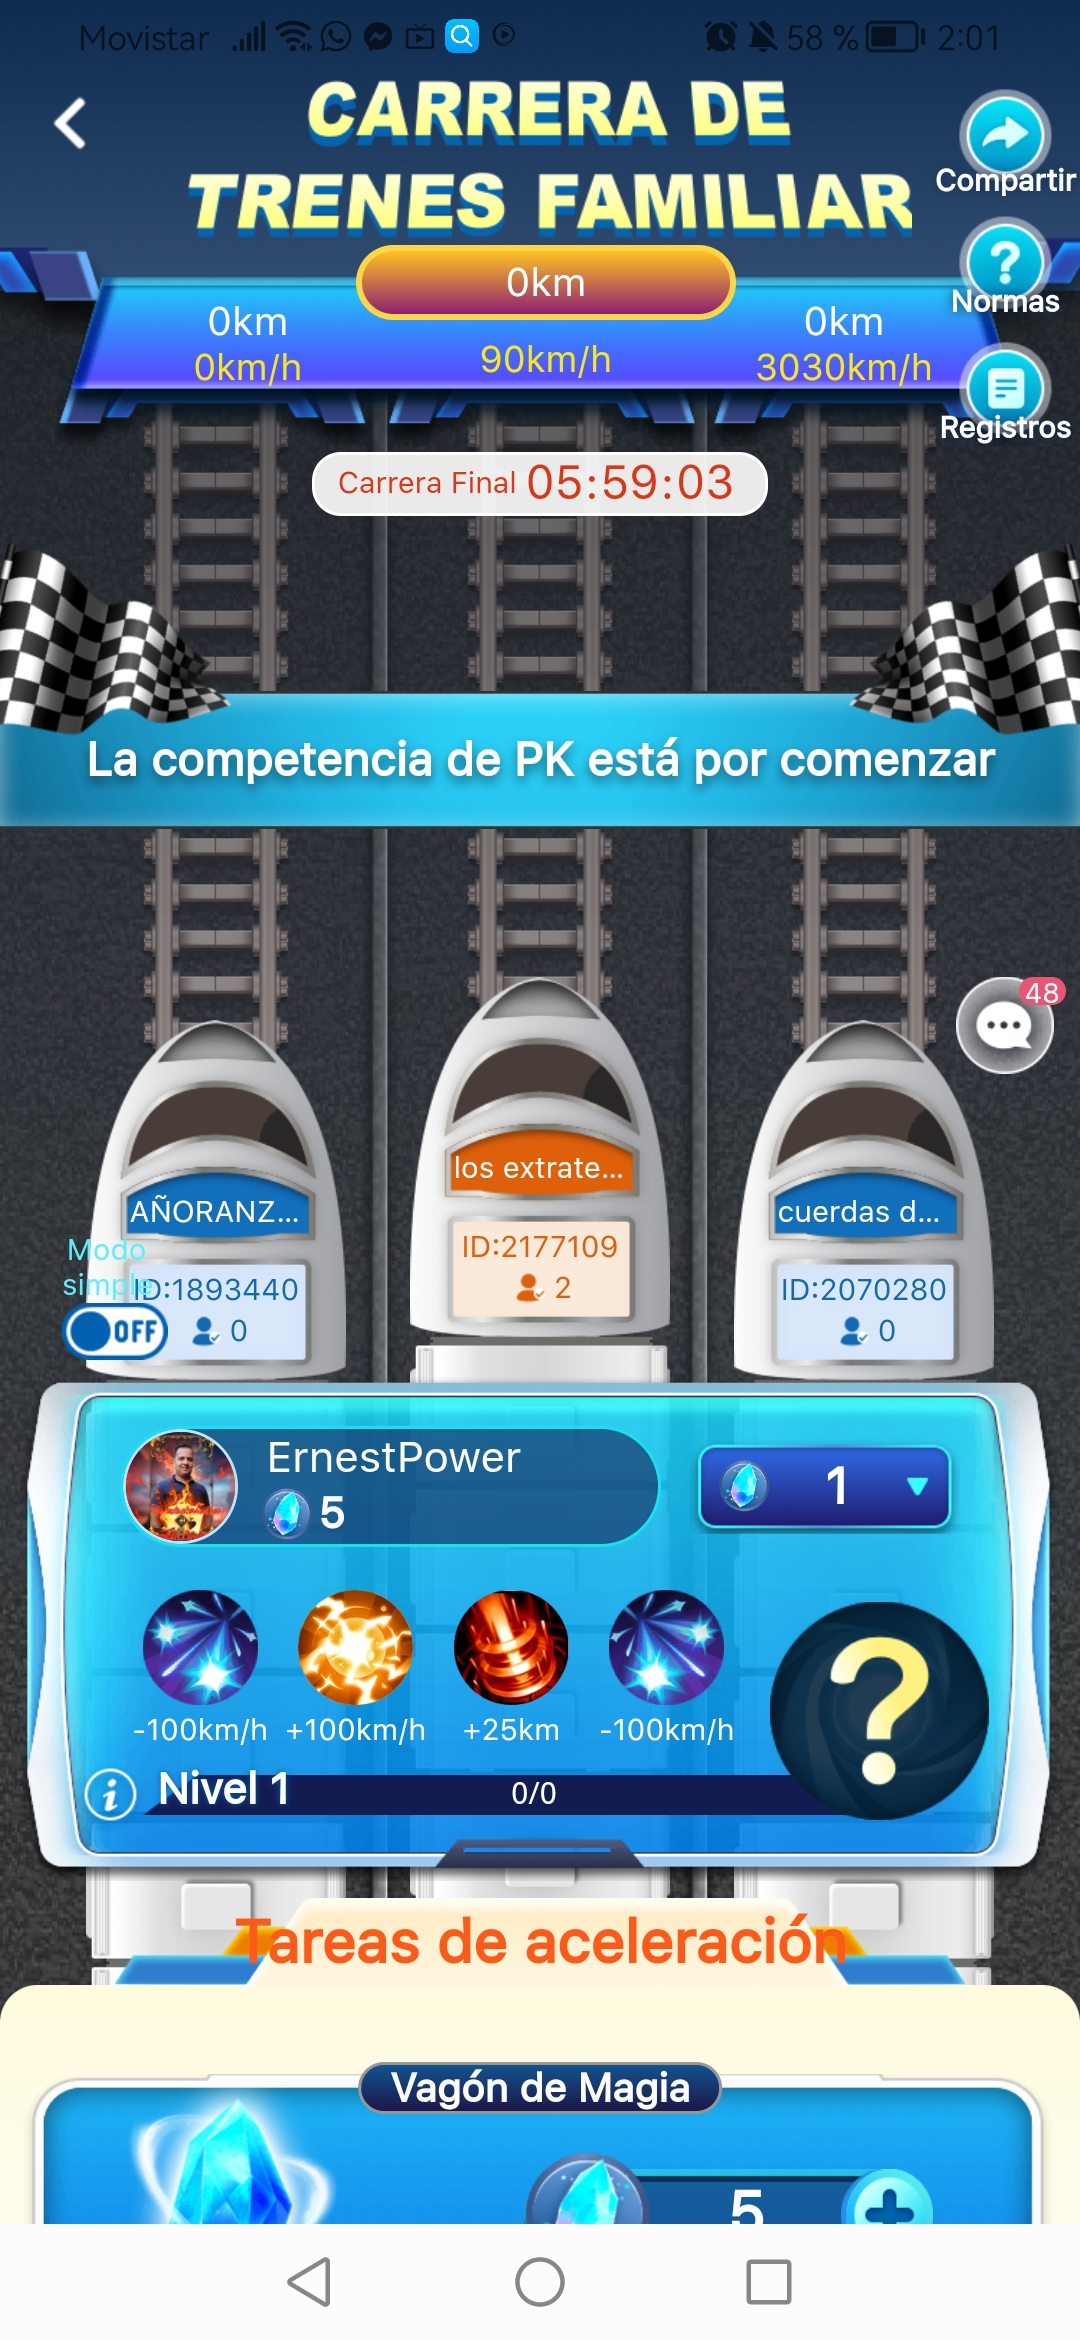 Movistar 58 % 2:01
CARRERA DE
TRENES FAMILIAR
Compartir
Normas
Registros
0km
0km
0km
0km/h
90km/h
3030km/h
Carrera Final 05:59:03
La competencia de PK está por comenzar
48
AÑORANZ...
los extrate...
cuerdas d...
ID:1893440
0
ID:2177109
2
ID:2070280
0
Modo
simple
OFF
ErnestPower
5
1
-100km/h
+100km/h
+25km
-100km/h
?
Nivel 1
0/0
Tareas de aceleración
Vagón de Magia
5